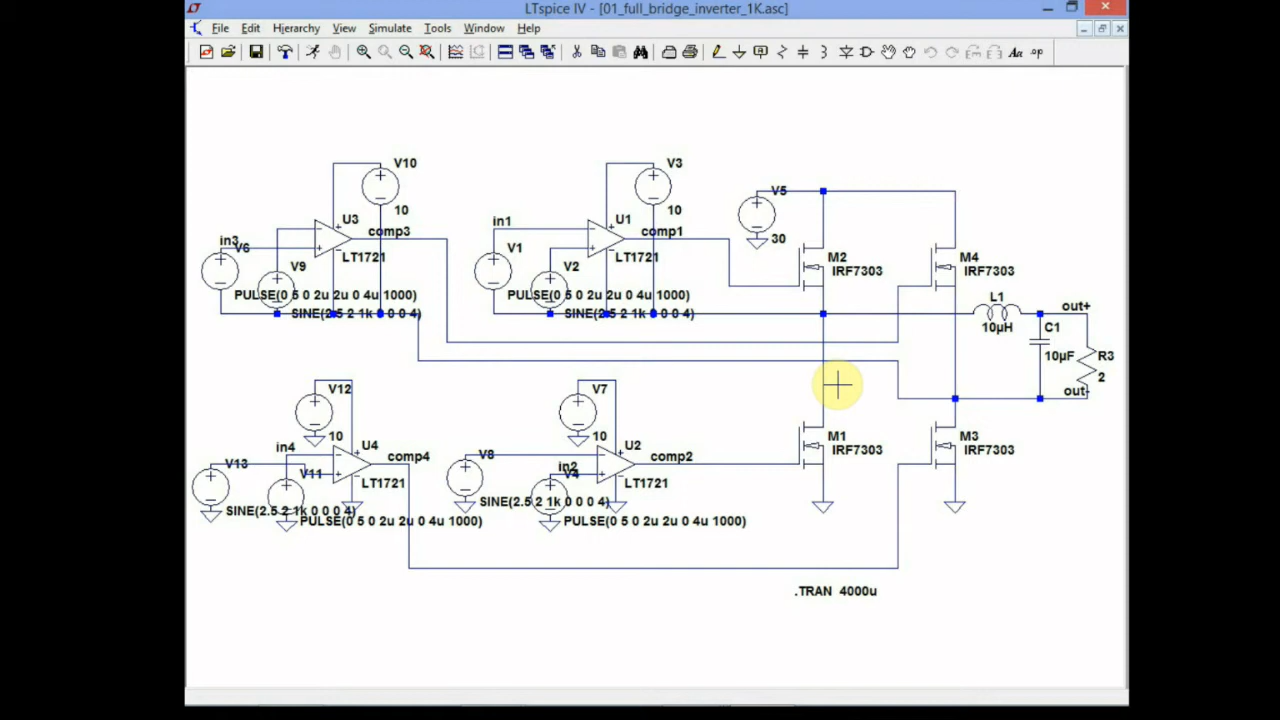 LTspice IV - [01_full_bridge_inverter_1K.asc]
File Edit Hierarchy View Simulate Tools Window Help
Aa .op
V10
10
U3
comp3
LT1721
in3
V6
V9
PULSE(0 5 0 2u 2u 0 4u 1000)
SINE(2.5 2 1k 0 0 0 4)
V3
10
U1
comp1
LT1721
in1
V1
V2
PULSE(0 5 0 2u 2u 0 4u 1000)
SINE(2.5 2 1k 0 0 0 4)
V5
30
M2
IRF7303
M4
IRF7303
L1
10µH
out+
C1
10µF
R3
2
out-
V12
10
U4
comp4
LT1721
in4
V13
V11
SINE(2.5 2 1k 0 0 0 4)
PULSE(0 5 0 2u 2u 0 4u 1000)
V7
10
U2
comp2
LT1721
V8
in2
V4
SINE(2.5 2 1k 0 0 0 4)
PULSE(0 5 0 2u 2u 0 4u 1000)
M1
IRF7303
M3
IRF7303
.TRAN 4000u